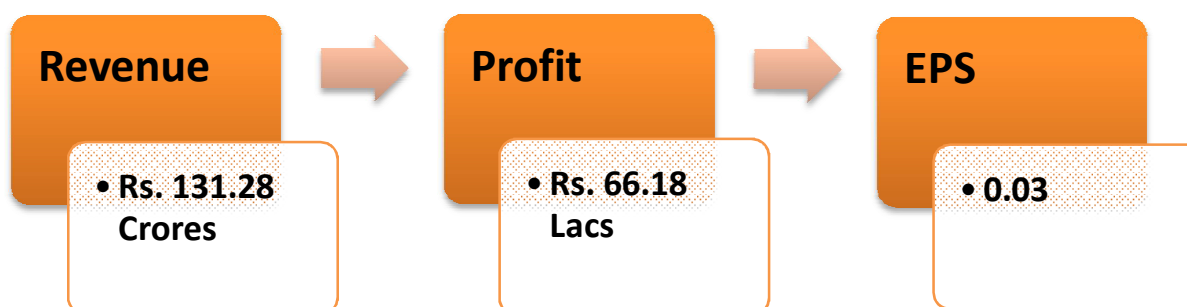 Revenue
• Rs. 131.28
Crores
Profit
• Rs. 66.18
Lacs
EPS
• 0.03